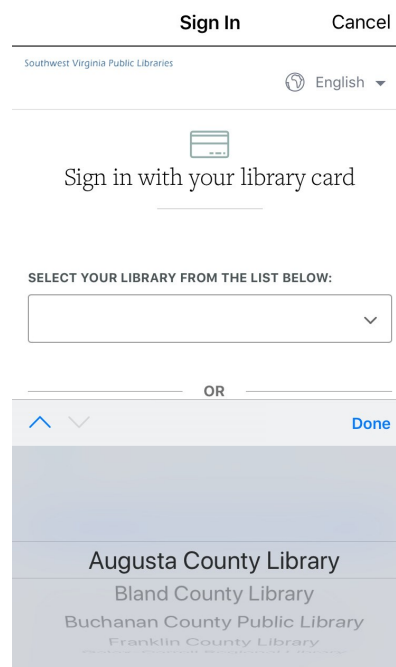 Sign In
Cancel
Southwest Virginia Public Libraries
English
Sign in with your library card
SELECT YOUR LIBRARY FROM THE LIST BELOW:
OR
Done
Augusta County Library
Bland County Library
Buchanan County Public Library
Franklin County Library